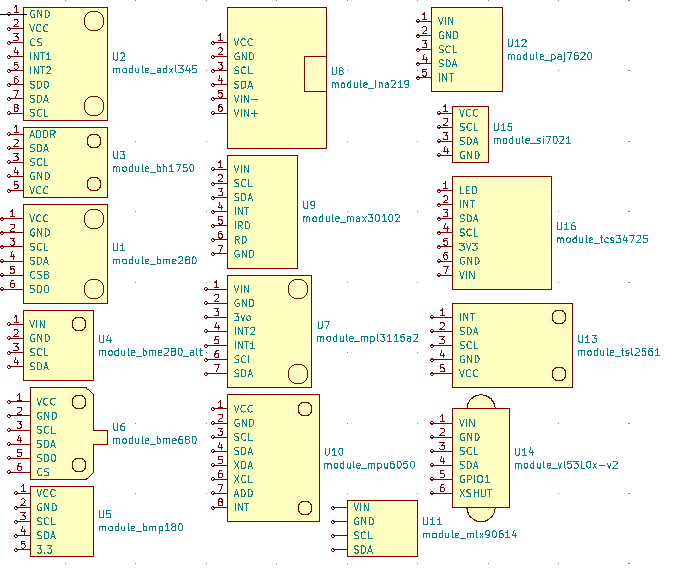 1 GND
2 VCC
3 CS
4 INT1
5 INT2
6 SDO
7 SDA
8 SCL
U2
module_adxl345
1 ADDR
2 SDA
3 SCL
4 GND
5 VCC
U3
module_bh1750
1 VCC
2 GND
3 SCL
4 SDA
5 CSB
6 SDO
U1
module_bme280
1 VIN
2 GND
3 SCL
4 SDA
U4
module_bme280_alt
1 VCC
2 GND
3 SCL
4 SDA
5 SDO
6 CS
U6
module_bme680
1 VCC
2 GND
3 SCL
4 SDA
5 3.3
U5
module_bmp180
1 VCC
2 GND
3 SCL
4 SDA
5 VIN-
6 VIN+
U8
module_ina219
1 VIN
2 SCL
3 SDA
4 INT
5 IRD
6 RD
7 GND
U9
module_max30102
1 VIN
2 GND
3 3vo
4 INT2
5 INT1
6 SCl
7 SDA
U7
module_mpl3115a2
1 VCC
2 GND
3 SCL
4 SDA
5 XDA
6 XCL
7 ADD
8 INT
U10
module_mpu6050
VIN
GND
SCL
SDA
U11
module_mlx90614
1 VIN
2 GND
3 SCL
4 SDA
5 INT
U12
module_paj7620
1 VCC
2 SCL
3 SDA
4 GND
U15
module_si7021
1 LED
2 INT
3 SDA
4 SCL
5 3V3
6 GND
7 VIN
U16
module_tcs34725
1 INT
2 SDA
3 SCL
4 GND
5 VCC
U13
module_tsl2561
1 VIN
2 GND
3 SCL
4 SDA
5 GPIO1
6 XSHUT
U14
module_vl53L0x-v2